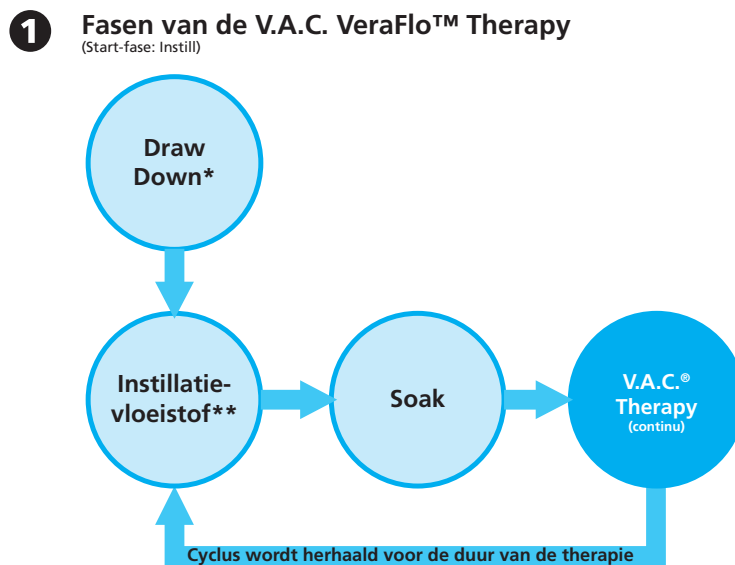 1 Fasen van de V.A.C. VeraFlo™ Therapy
(Start-fase: Instill)
Draw
Down*
Instillatie-
vloeistof**
Soak
V.A.C.®
Therapy
(continu)
Cyclus wordt herhaald voor de duur van de therapie